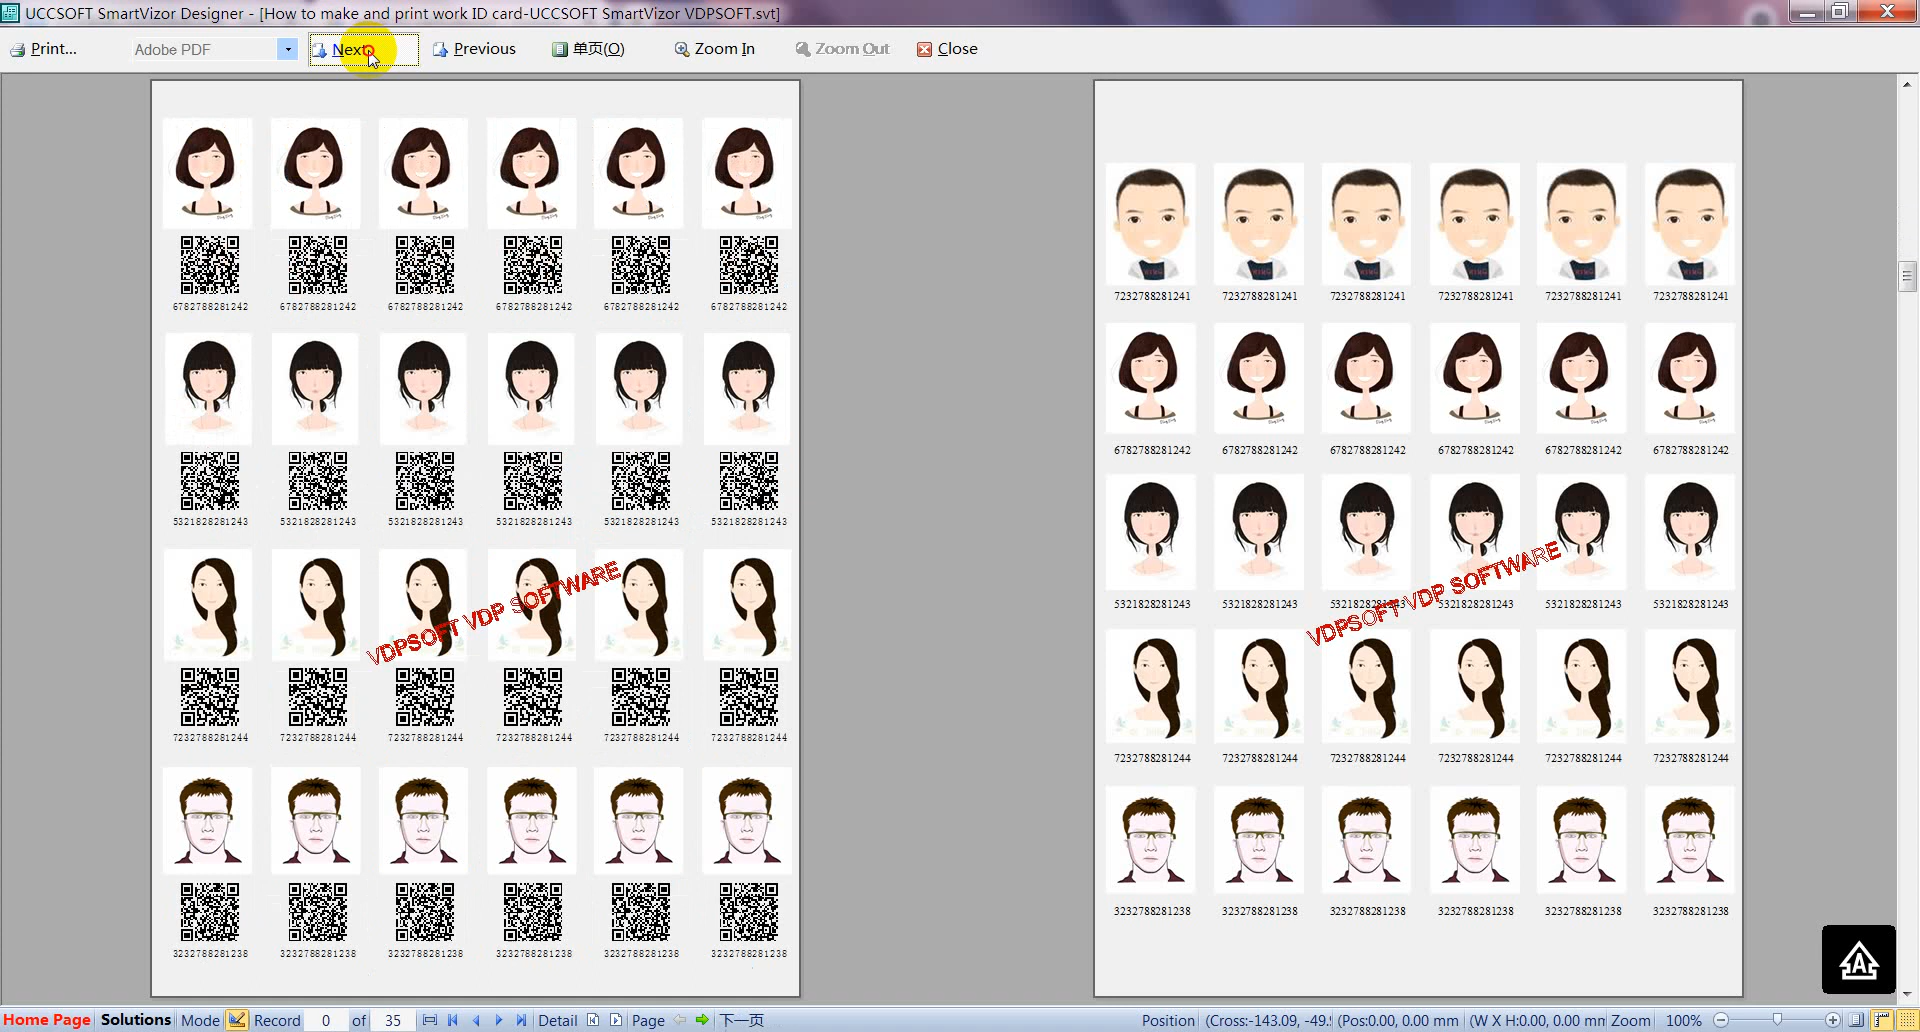 UCCSOFT SmartVizor Designer - [How to make and print work ID card-UCCSOFT SmartVizor VDPSOFT.svt]
Print... Adobe PDF Next Previous 单页(O) Zoom In Zoom Out Close
6782788281242 6782788281242 6782788281242 6782788281242 6782788281242 6782788281242
5321828281243 5321828281243 5321828281243 5321828281243 5321828281243 5321828281243
VDPSOFT VDP SOFTWARE
7232788281244 7232788281244 7232788281244 7232788281244 7232788281244 7232788281244
3232788281238 3232788281238 3232788281238 3232788281238 3232788281238 3232788281238
7232788281241 7232788281241 7232788281241 7232788281241 7232788281241 7232788281241
6782788281242 6782788281242 6782788281242 6782788281242 6782788281242 6782788281242
VDPSOFT VDP SOFTWARE
5321828281243 5321828281243 5321828281243 5321828281243 5321828281243 5321828281243
7232788281244 7232788281244 7232788281244 7232788281244 7232788281244 7232788281244
3232788281238 3232788281238 3232788281238 3232788281238 3232788281238 3232788281238
A
Home Page Solutions Mode Record 0 of 35 Detail Page 下一页 Position (Cross:-143.09, -49.! (Pos:0.00, 0.00 mm (W X H:0.00, 0.00 mm Zoom 100%